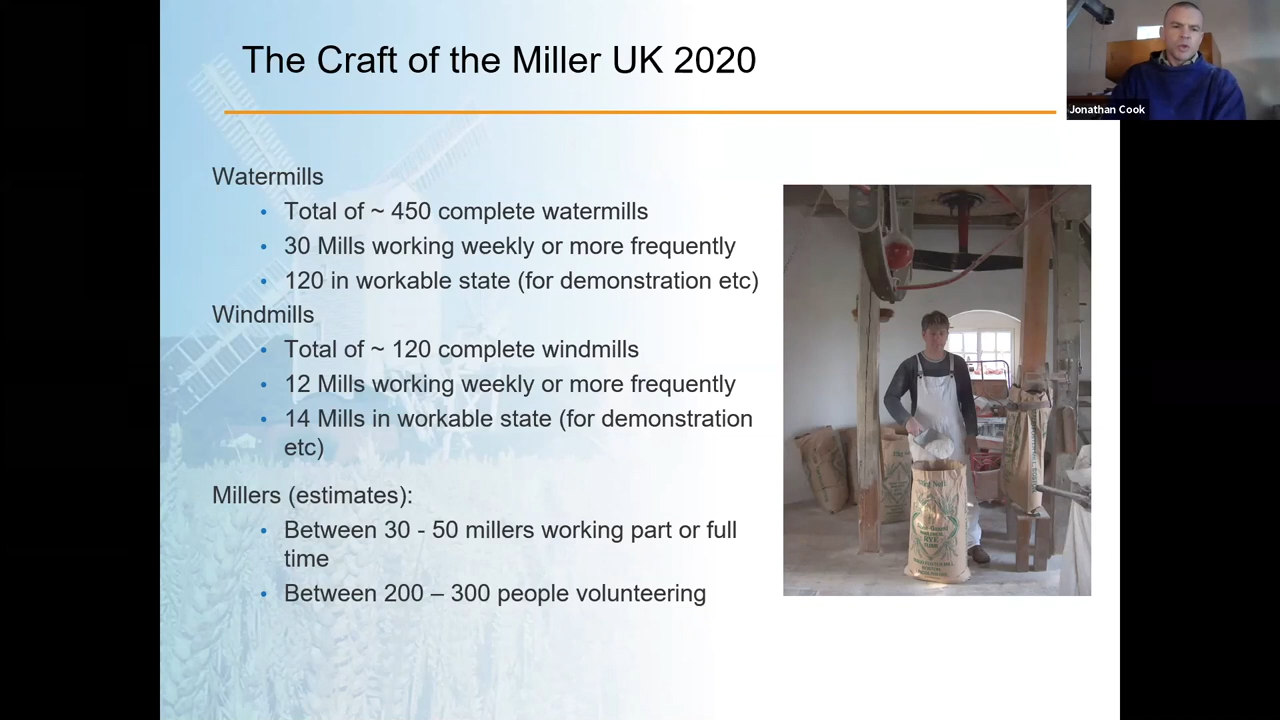 The Craft of the Miller UK 2020
Jonathan Cook
Watermills
• Total of ~ 450 complete watermills
• 30 Mills working weekly or more frequently
• 120 in workable state (for demonstration etc)
Windmills
• Total of ~ 120 complete windmills
• 12 Mills working weekly or more frequently
• 14 Mills in workable state (for demonstration
etc)
Millers (estimates):
• Between 30 - 50 millers working part or full
time
• Between 200 – 300 people volunteering
RYE